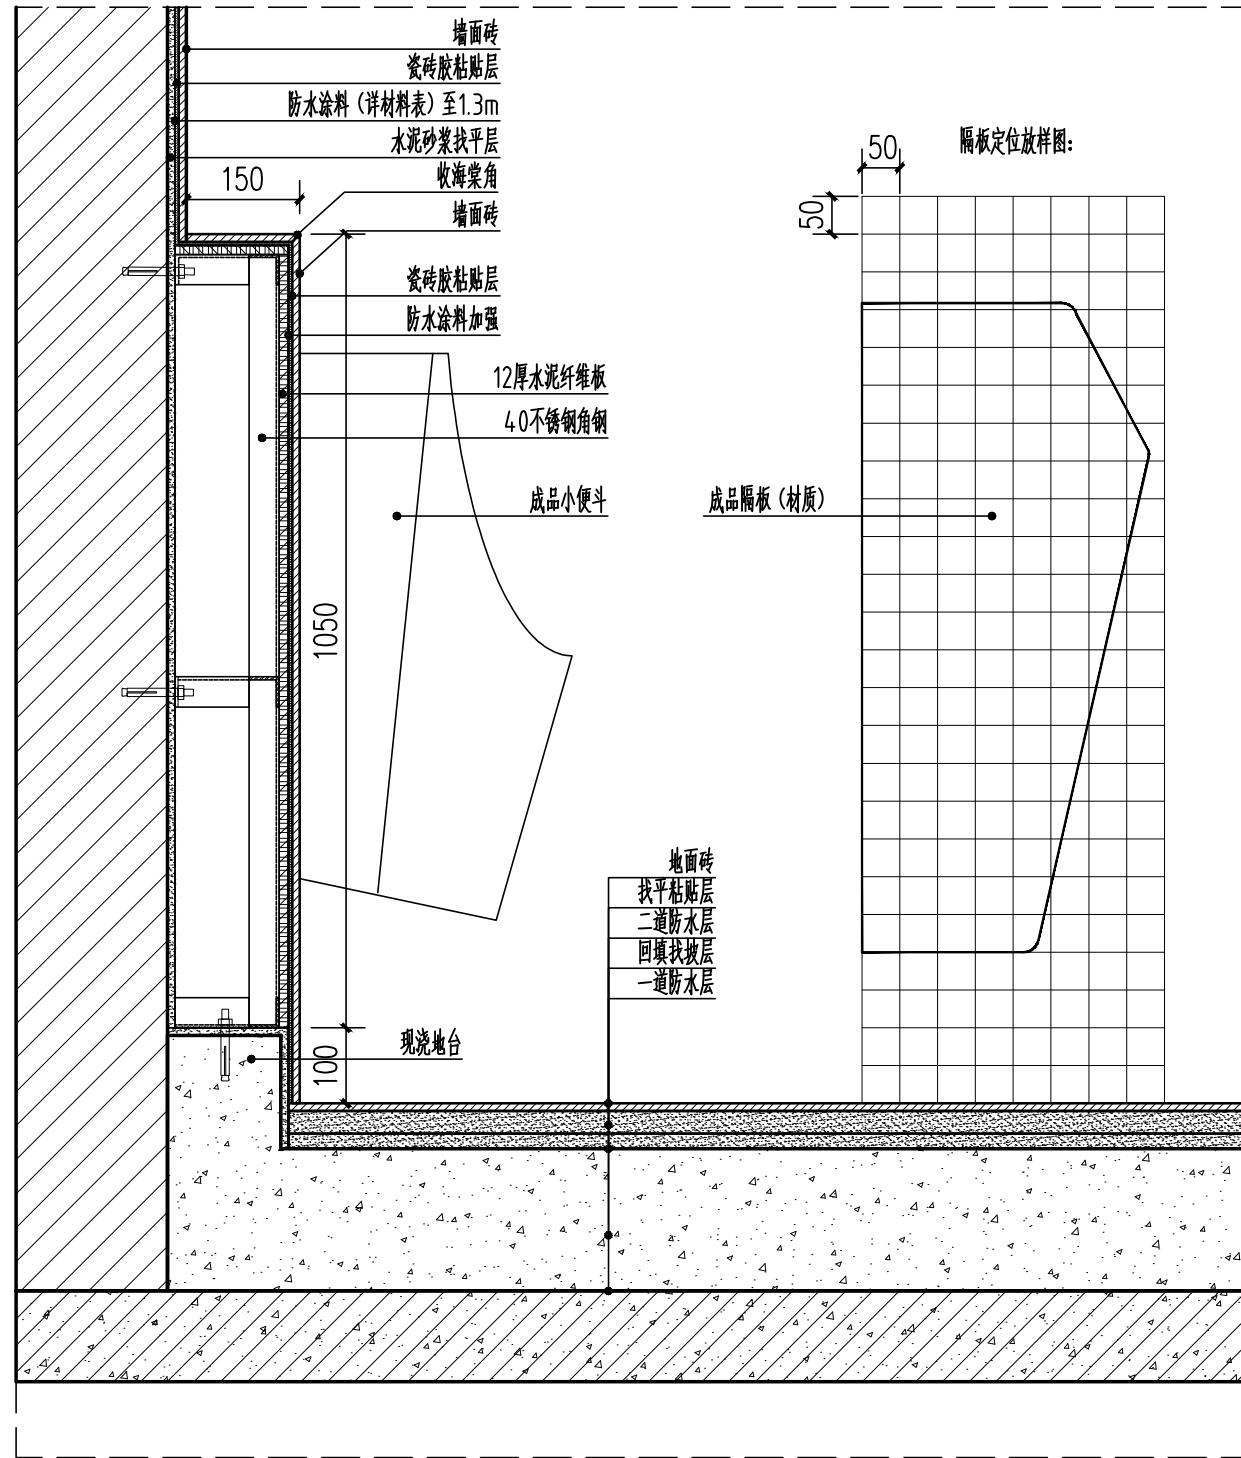 墙面砖
瓷砖胶粘贴层
防水涂料（详材料表）至1.3m
水泥砂浆找平层
150
收海棠角
墙面砖
50
隔板定位放样图：
50
瓷砖胶粘贴层
防水涂料加强
12厚水泥纤维板
40不锈钢角钢
成品小便斗
成品隔板（材质）
1050
地面砖
找平粘贴层
二道防水层
回填找坡层
一道防水层
现浇地台
100